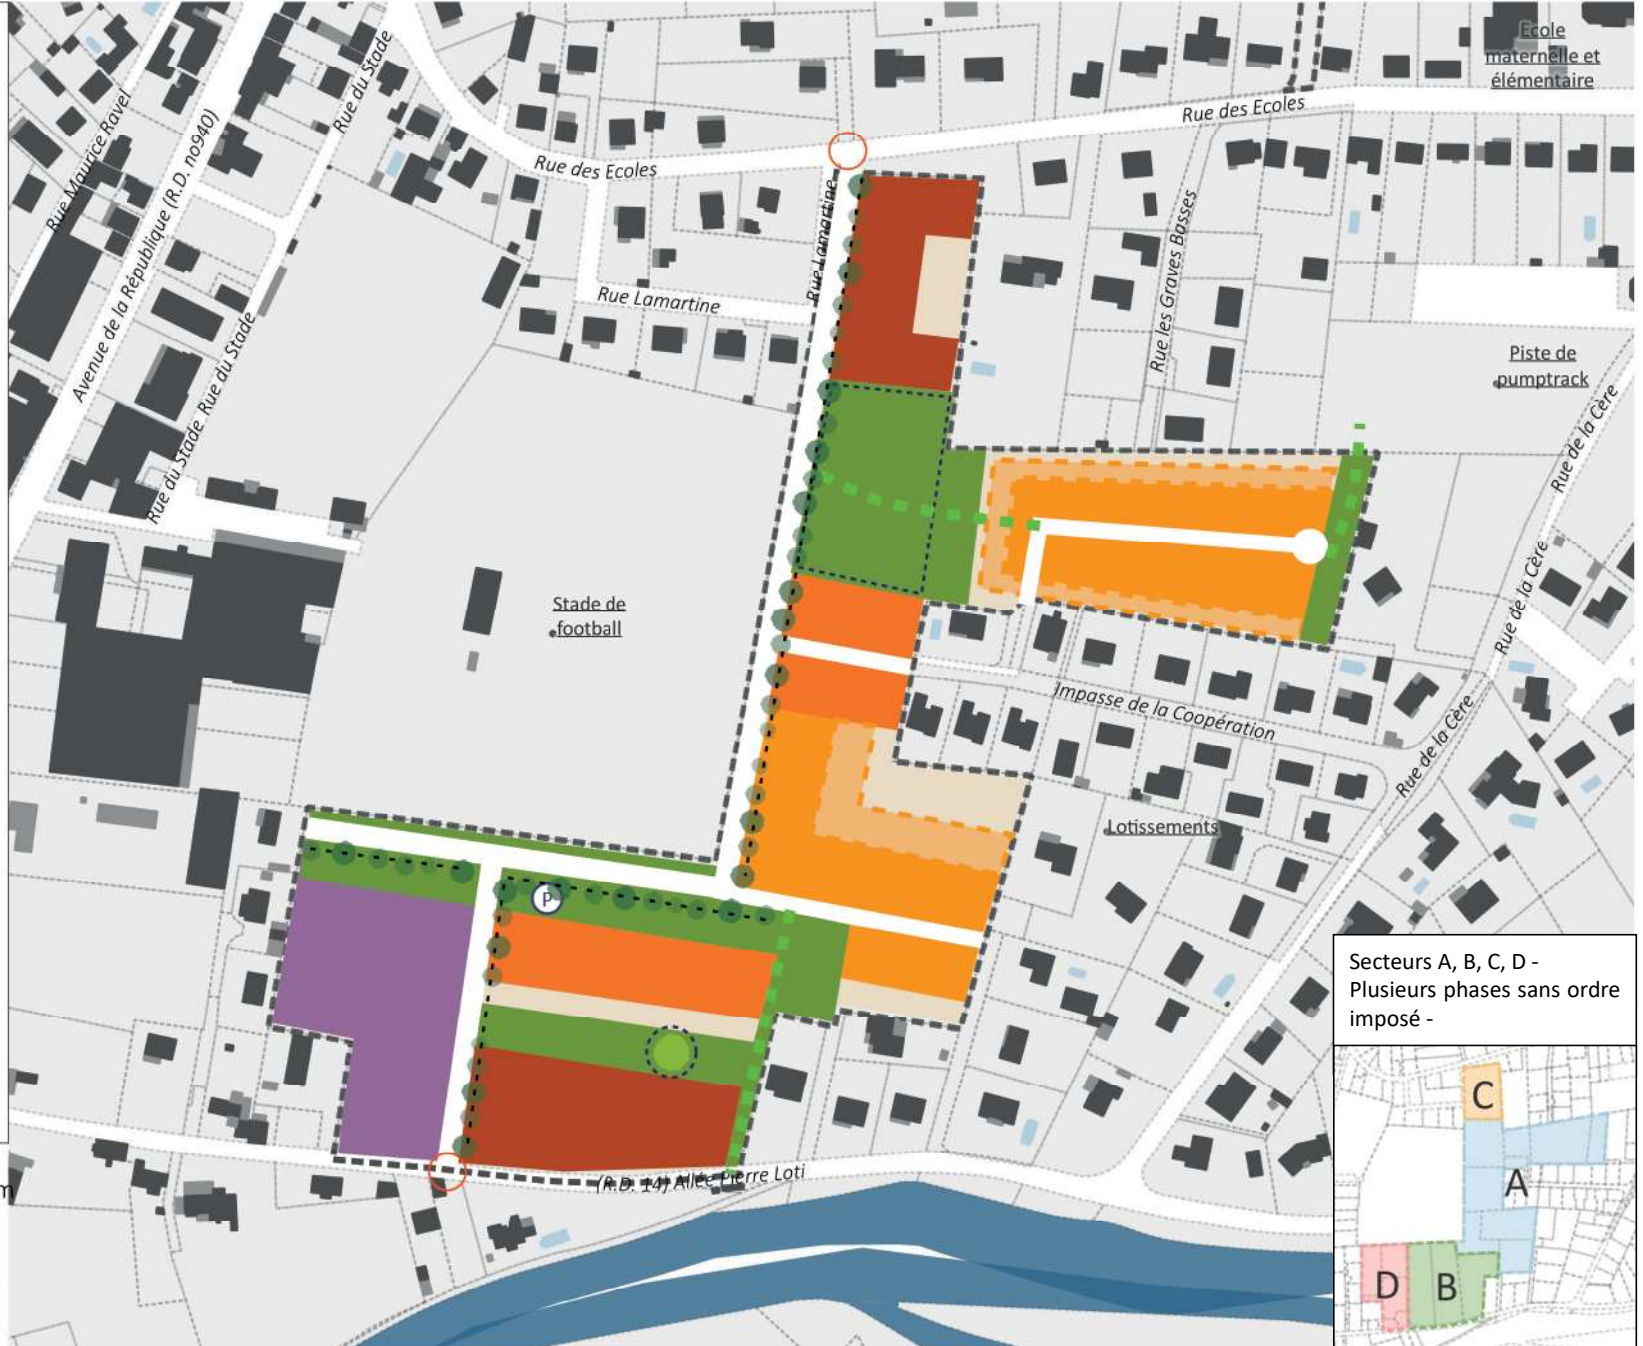 Ecole
maternelle et
élémentaire
Rue des Ecoles
Rue du Stade
Rue Maurice Ravel
Avenue de la République (R.D. no940)
Rue des Ecoles
Rue Lamartine
Rue Lamartine
Rue les Graves Basses
Rue du Stade
Rue du Stade
Piste de
pumptrack
Rue de la Cère
Rue de la Cère
Rue de la Cère
Stade de
football
Impasse de la Coopération
Lotissements
P
Secteurs A, B, C, D -
Plusieurs phases sans ordre
imposé -
C
A
D
B
(R.D. 14) Allée Pierre Loti
m